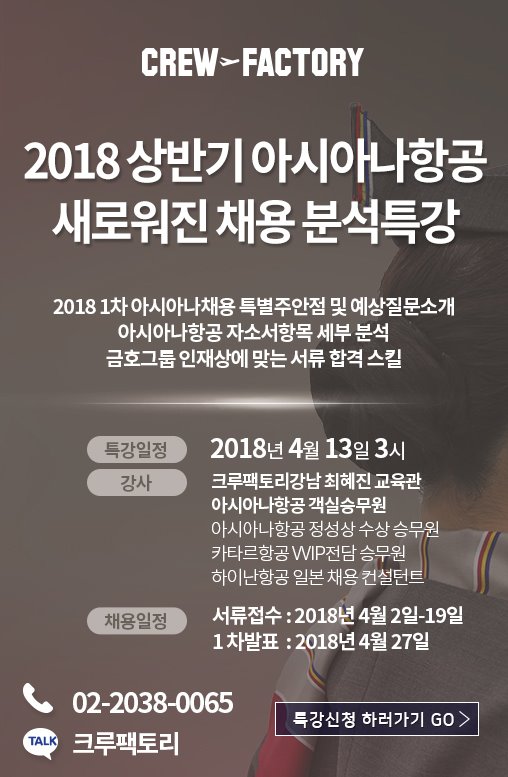 CREW FACTORY
2018 상반기 아시아나항공
새로워진 채용 분석특강
2018 1차 아시아나채용 특별주안점 및 예상질문소개
아시아나항공 자소서항목 세부 분석
금호그룹 인재상에 맞는 서류 합격 스킬
특강일정 2018년 4월 13일 3시
강사 크루팩토리강남 최혜진 교육관
아시아나항공 객실승무원
아시아나항공 정성상 수상 승무원
카타르항공 WIP전담 승무원
하이난항공 일본 채용 컨설턴트
채용일정 서류접수 : 2018년 4월 2일-19일
1 차발표 : 2018년 4월 27일
02-2038-0065
TALK 크루팩토리
특강신청 하러가기 GO >